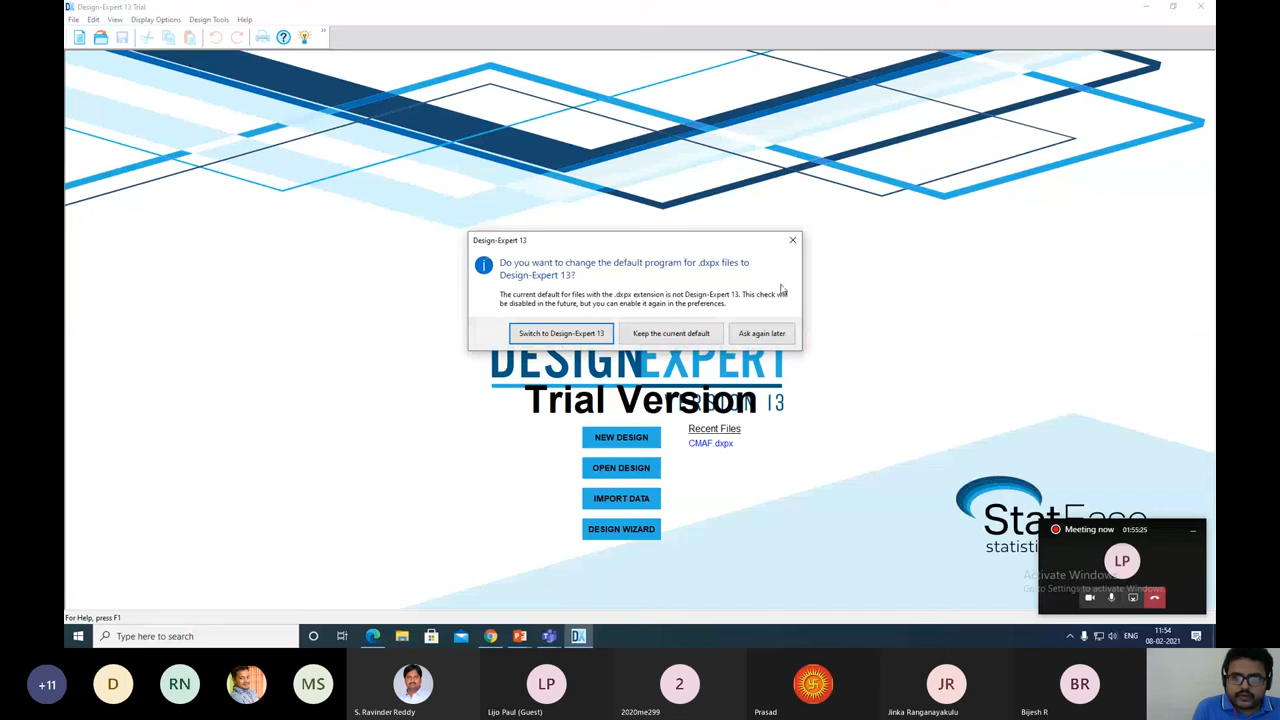 Design-Expert 13 Trial
File Edit View Display Options Design Tools Help
Design-Expert 13
Do you want to change the default program for .dxpx files to
Design-Expert 13?
The current default for files with the .dxpx extension is not Design-Expert 13. This check will
be disabled in the future, but you can enable it again in the preferences.
Switch to Design-Expert 13 Keep the current default Ask again later
DESIGNEXPERT
VERSION 13
Trial Version
NEW DESIGN
OPEN DESIGN
IMPORT DATA
DESIGN WIZARD
Recent Files
CMAF.dxpx
StatEase
Meeting now 01:55:25
LP
Activate Windows
Go to Settings to activate Windows.
For Help, press F1
Type here to search
ENG
11:54
08-02-2021
+11 D RN MS LP 2 JR BR
S. Ravinder Reddy Lijo Paul (Guest) 2020me299 Prasad Jinka Ranganayakulu Bijesh R